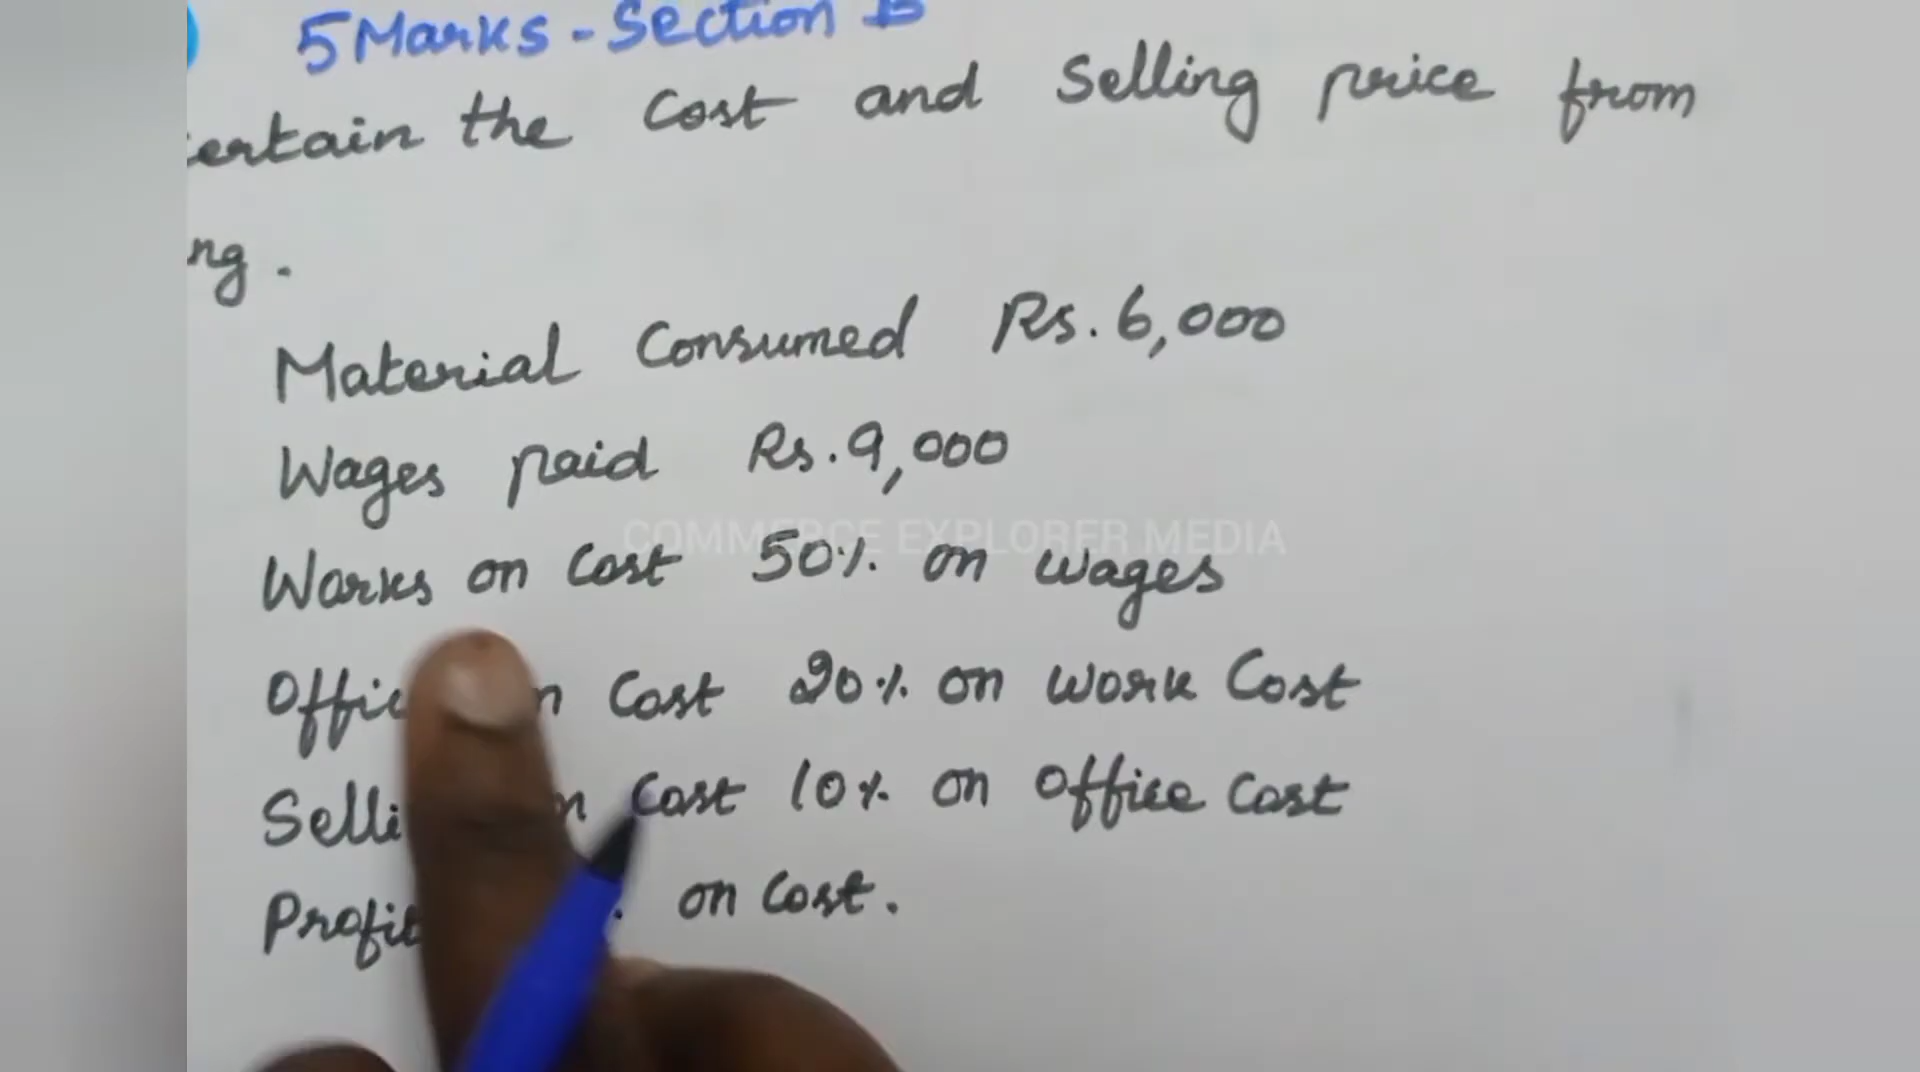 5 Marks - Section B
ertain the Cost and Selling price from
ng.
Material Consumed Rs. 6,000
Wages paid Rs. 9,000
COMMERCE EXPLORER MEDIA
Works on Cost 50% on wages
Offic n Cost 20% on work Cost
Selli n Cost 10% on Office Cost
Profit on Cost.